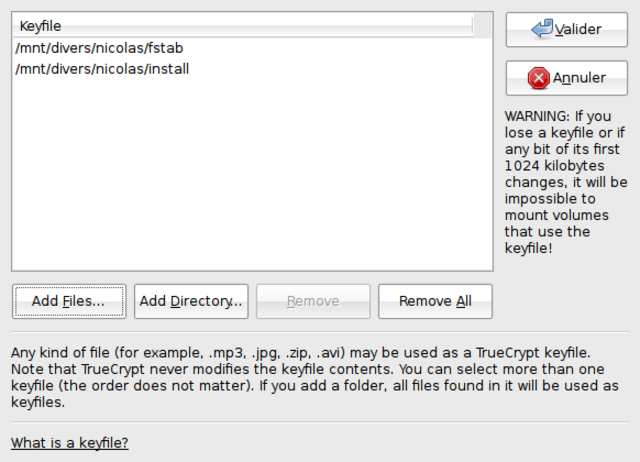 Keyfile
/mnt/divers/nicolas/fstab
/mnt/divers/nicolas/install
Valider
Annuler
WARNING: If you
lose a keyfile or if
any bit of its first
1024 kilobytes
changes, it will be
impossible to
mount volumes
that use the
keyfile!
Add Files...
Add Directory...
Remove
Remove All
Any kind of file (for example, .mp3, .jpg, .zip, .avi) may be used as a TrueCrypt keyfile.
Note that TrueCrypt never modifies the keyfile contents. You can select more than one
keyfile (the order does not matter). If you add a folder, all files found in it will be used as
keyfiles.
What is a keyfile?